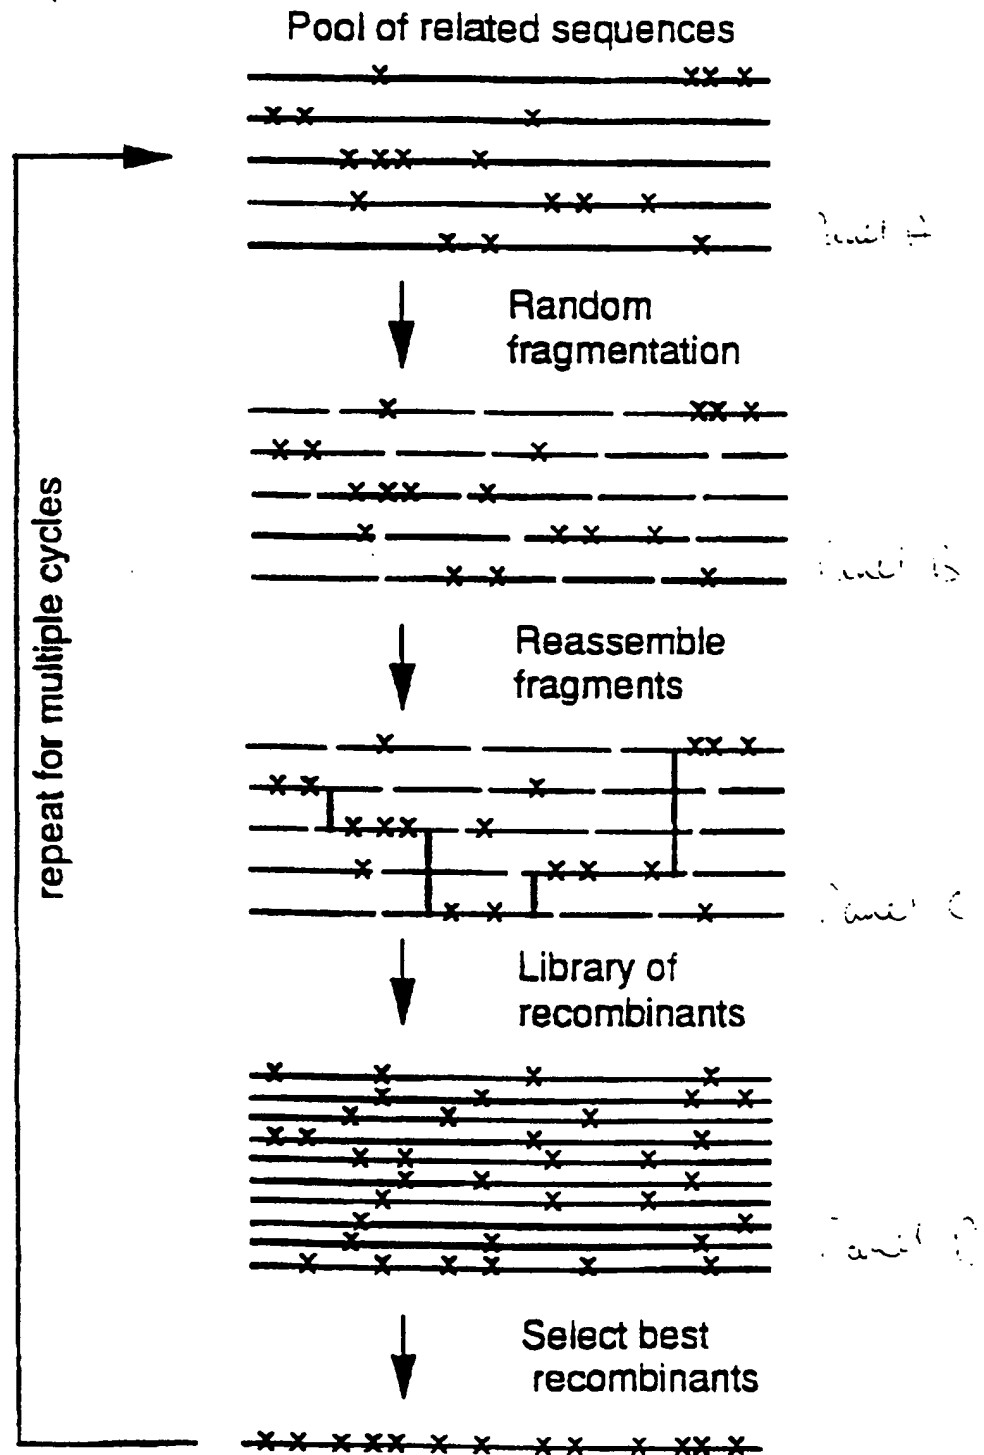 Pool of related sequences
Random
fragmentation
repeat for multiple cycles
Reassemble
fragments
Library of
recombinants
Select best
recombinants